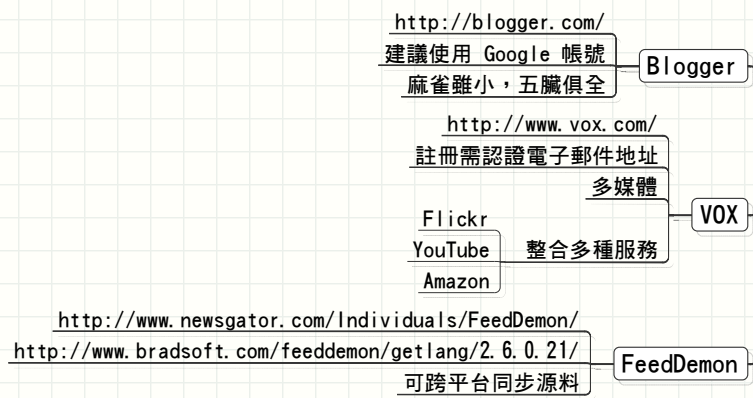 http://blogger.com/
建議使用 Google 帳號
麻雀雖小，五臟俱全
Blogger
http://www.vox.com/
註冊需認證電子郵件地址
多媒體
Flickr
YouTube
Amazon
整合多種服務
VOX
http://www.newsgator.com/Individuals/FeedDemon/
http://www.bradsoft.com/feeddemon/getlang/2.6.0.21/
可跨平台同步源料
FeedDemon